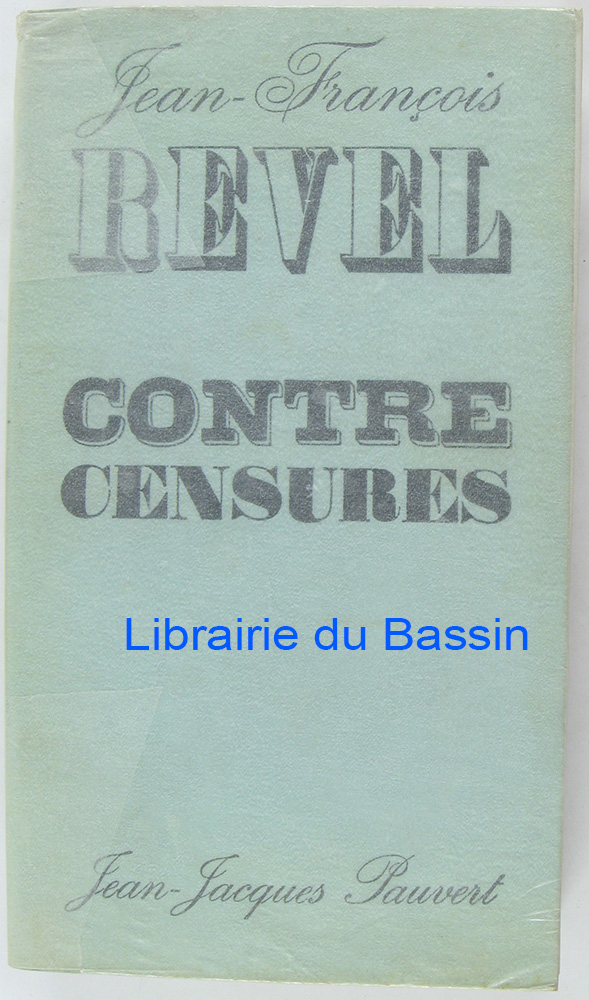 Jean-François
REVEL
CONTRE
CENSURES
Librairie du Bassin
Jean-Jacques Pauvert